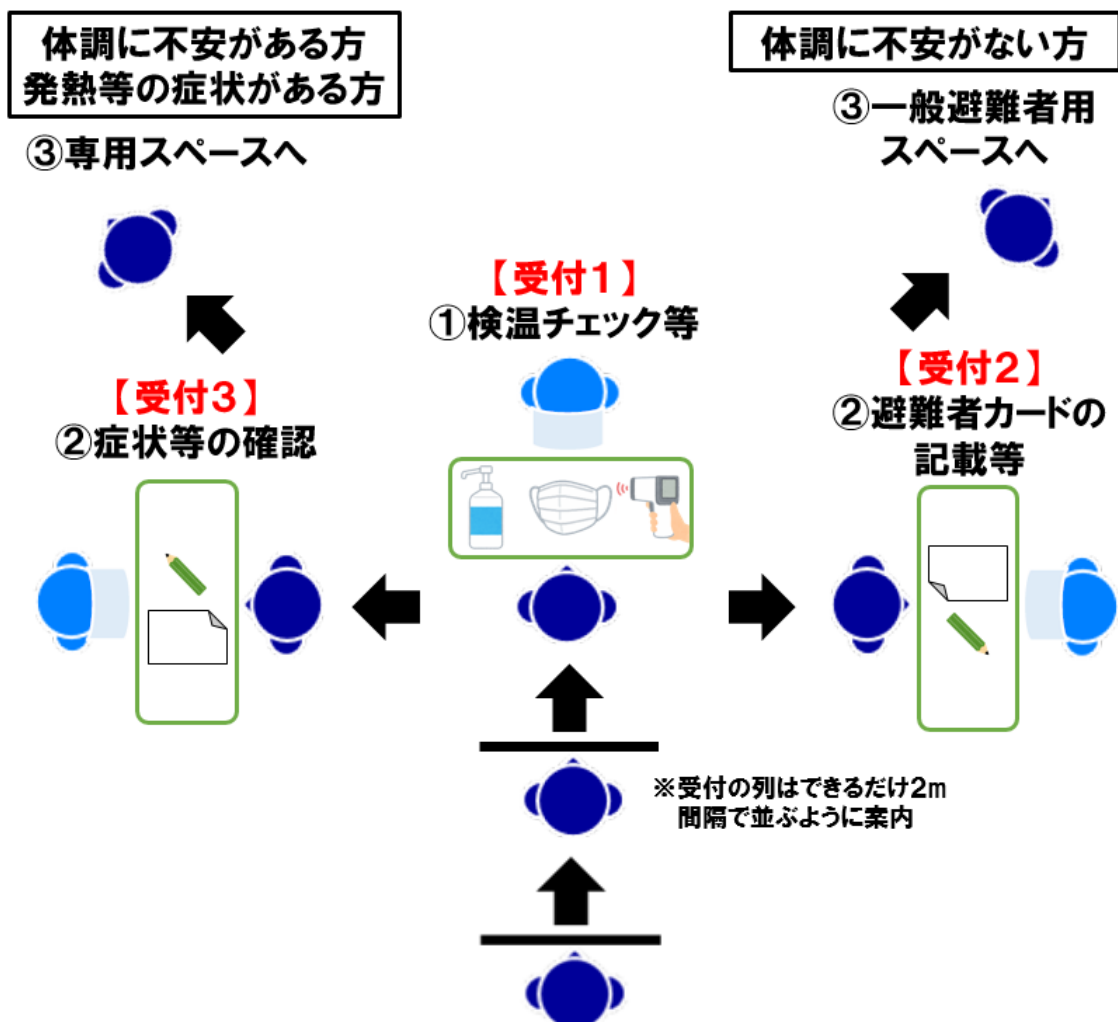 体調に不安がある方
発熱等の症状がある方
③専用スペースへ
体調に不安がない方
③一般避難者用
スペースへ
【受付１】
①検温チェック等
【受付３】
②症状等の確認
【受付２】
②避難者カードの
記載等
※受付の列はできるだけ2m
間隔で並ぶように案内